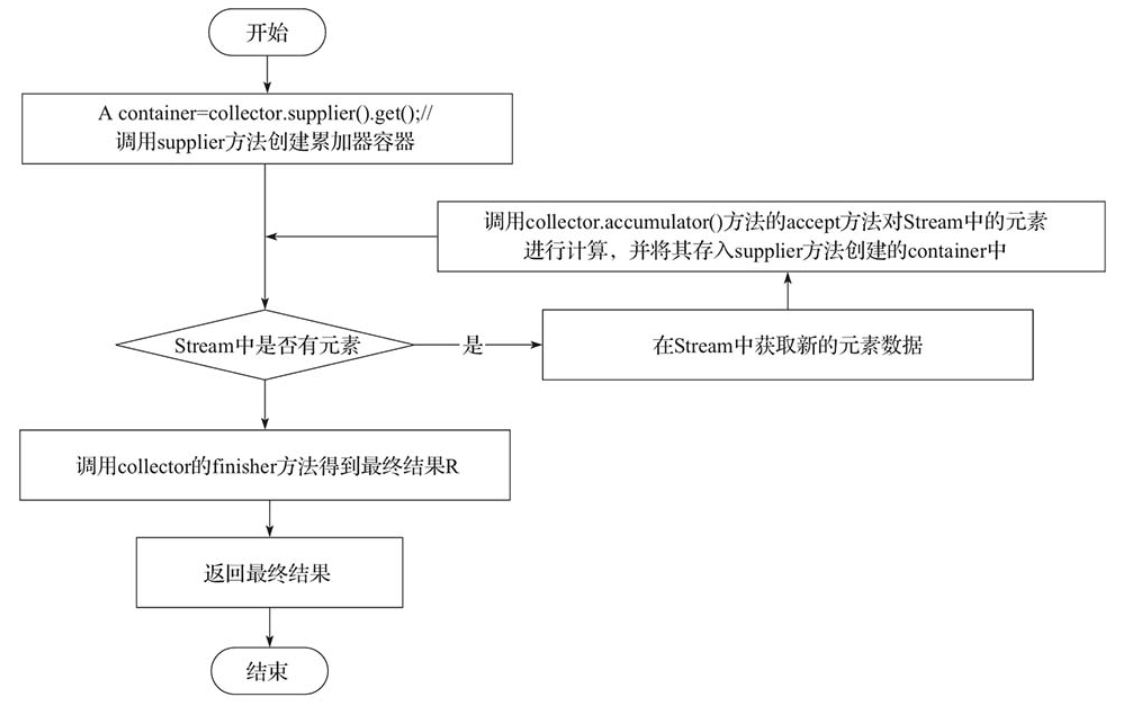 开始
A container=collector.supplier().get();//
调用supplier方法创建累加器容器
调用collector.accumulator()方法的accept方法对Stream中的元素
进行计算，并将其存入supplier方法创建的container中
Stream中是否有元素
是
在Stream中获取新的元素数据
调用collector的finisher方法得到最终结果R
返回最终结果
结束